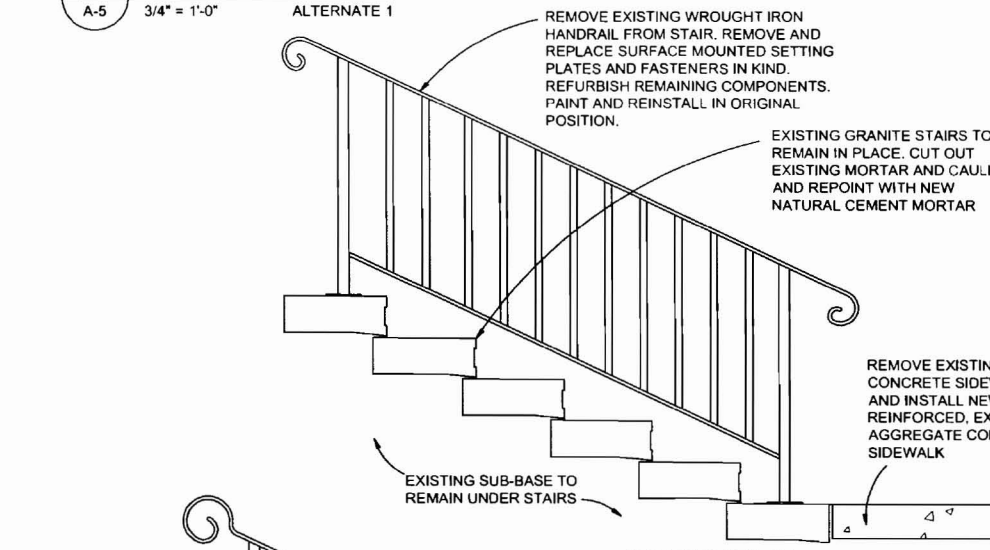 A-5
3/4" = 1'-0"
ALTERNATE 1
REMOVE EXISTING WROUGHT IRON
HANDRAIL FROM STAIR. REMOVE AND
REPLACE SURFACE MOUNTED SETTING
PLATES AND FASTENERS IN KIND.
REFURBISH REMAINING COMPONENTS.
PAINT AND REINSTALL IN ORIGINAL
POSITION.
EXISTING GRANITE STAIRS TO
REMAIN IN PLACE. CUT OUT
EXISTING MORTAR AND
AND REPOINT WITH NEW
NATURAL CEMENT MORTAR
REMOVE
CONCRETE
AND INSTALL
REINFORCED,
AGGREGATE
SIDEWALK
EXISTING SUB-BASE TO
REMAIN UNDER STAIRS